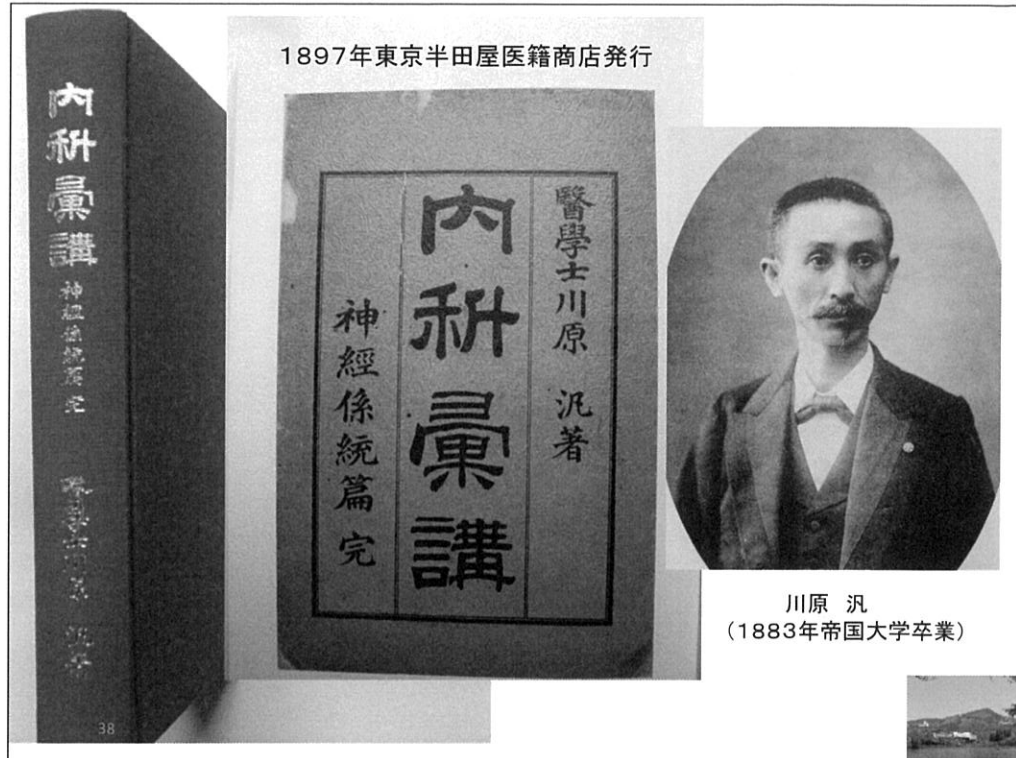 1897年東京半田屋医籍商店発行
内科彙講
神經係統篇 完
醫學士川原 汎著
内科彙講
神經係統篇 完
川原 汎
(1883年帝国大学卒業)
38